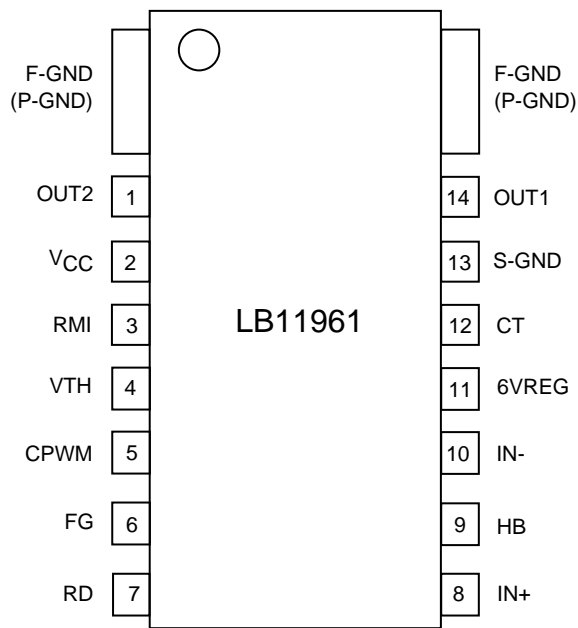 F-GND
(P-GND)
F-GND
(P-GND)
OUT2 1 14 OUT1
VCC 2 13 S-GND
RMI 3 LB11961 12 CT
VTH 4 11 6VREG
CPWM 5 10 IN-
FG 6 9 HB
RD 7 8 IN+